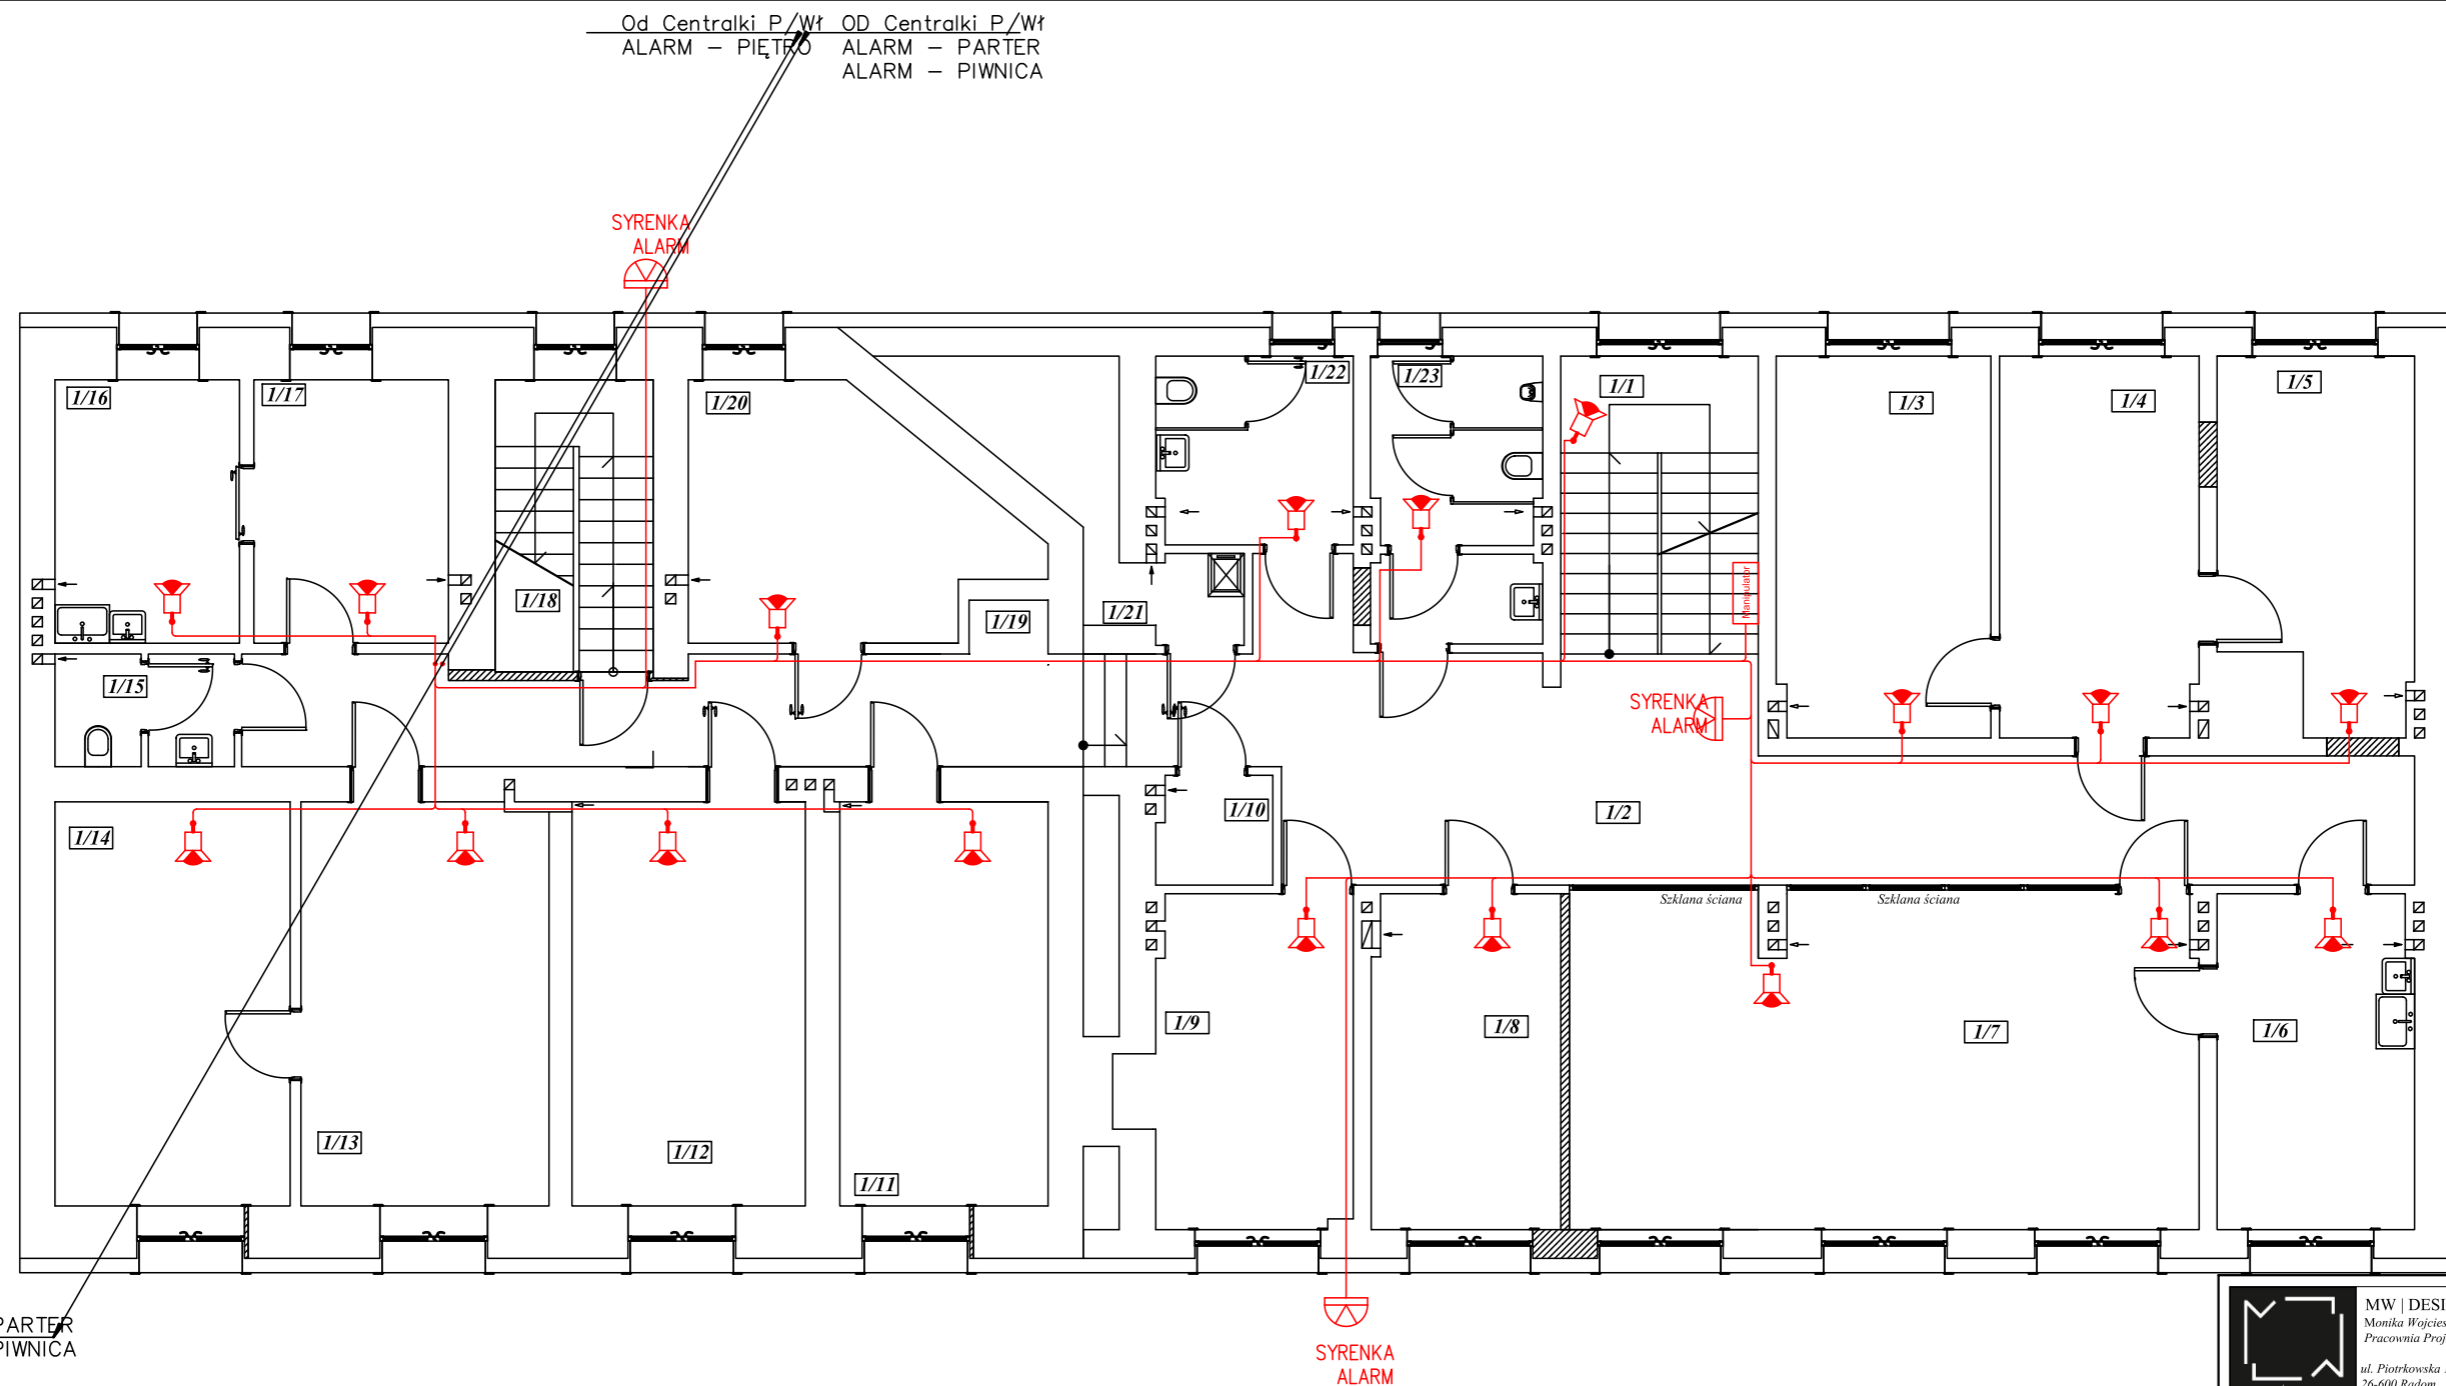 Od Centralki P/Wł OD Centralki P/Wł
ALARM – PIĘTRO ALARM – PARTER
ALARM – PIWNICA
SYRENKA
ALARM
1/16
1/17
1/20
1/22
1/23
1/1
1/3
1/4
1/5
1/18
1/19
1/21
Manipulator
1/15
SYRENKA
ALARM
1/14
1/10
1/2
Szklana ściana
Szklana ściana
1/9
1/8
1/7
1/6
1/13
1/12
1/11
PARTER
PIWNICA
SYRENKA
ALARM
MW | DESI
Monika Wojcies
Pracownia Proj
ul. Piotrkowska
26-600 Radom